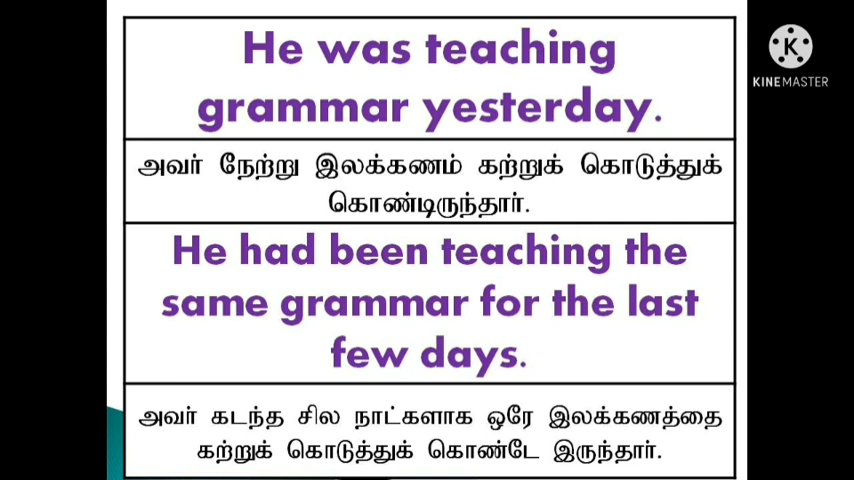 He was teaching
grammar yesterday.
அவர் நேற்று இலக்கணம் கற்றுக் கொடுத்துக்
கொண்டிருந்தார்.
He had been teaching the
same grammar for the last
few days.
அவர் கடந்த சில நாட்களாக ஒரே இலக்கணத்தை
கற்றுக் கொடுத்துக் கொண்டே இருந்தார்.
K
KINEMASTER